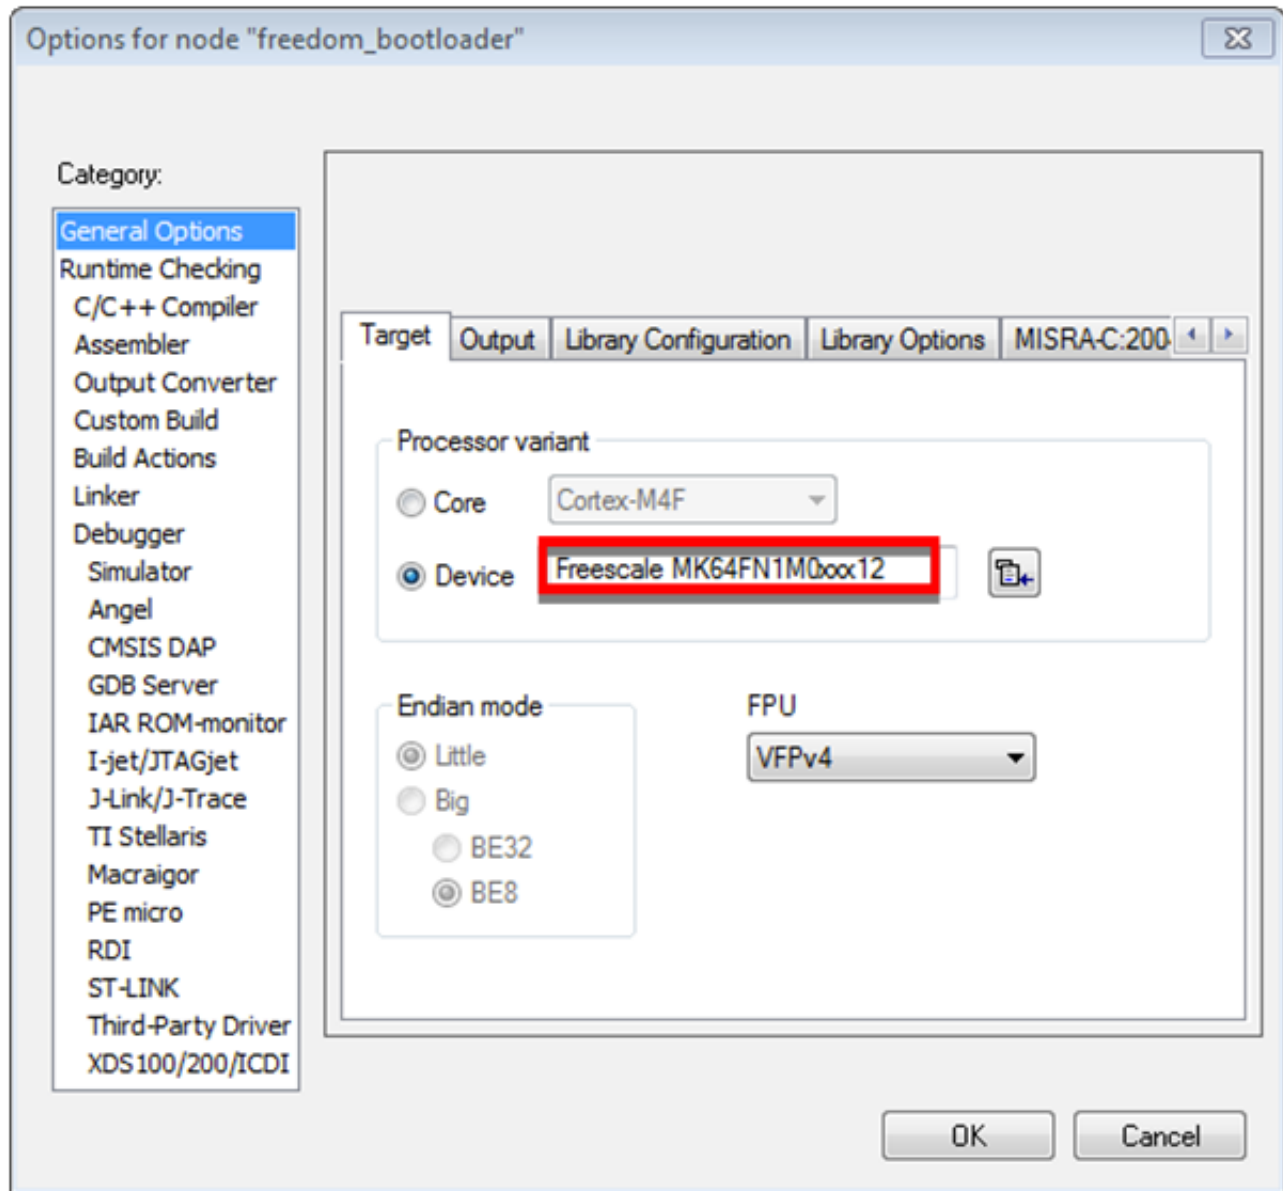 Options for node "freedom_bootloader"
Category:
General Options
Runtime Checking
C/C++ Compiler
Assembler
Output Converter
Custom Build
Build Actions
Linker
Debugger
Simulator
Angel
CMSIS DAP
GDB Server
IAR ROM-monitor
I-jet/JTAGjet
J-Link/J-Trace
TI Stellaris
Macraigor
PE micro
RDI
ST-LINK
Third-Party Driver
XDS100/200/ICDI
Target Output Library Configuration Library Options MISRA-C:200
Processor variant
Core Cortex-M4F
Device Freescale MK64FN1M0xxx12
Endian mode
Little
Big
BE32
BE8
FPU
VFPv4
OK Cancel